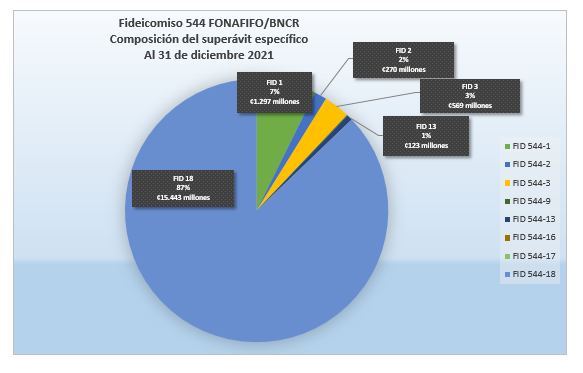 Fideicomiso 544 FONAFIFO/BNCR
Composición del superávit específico
Al 31 de diciembre 2021
FID 1
7%
¢1.297 millones
FID 2
2%
¢270 millones
FID 3
3%
¢569 millones
FID 13
1%
¢123 millones
FID 18
87%
¢15.443 millones
FID 544-1
FID 544-2
FID 544-3
FID 544-9
FID 544-13
FID 544-16
FID 544-17
FID 544-18